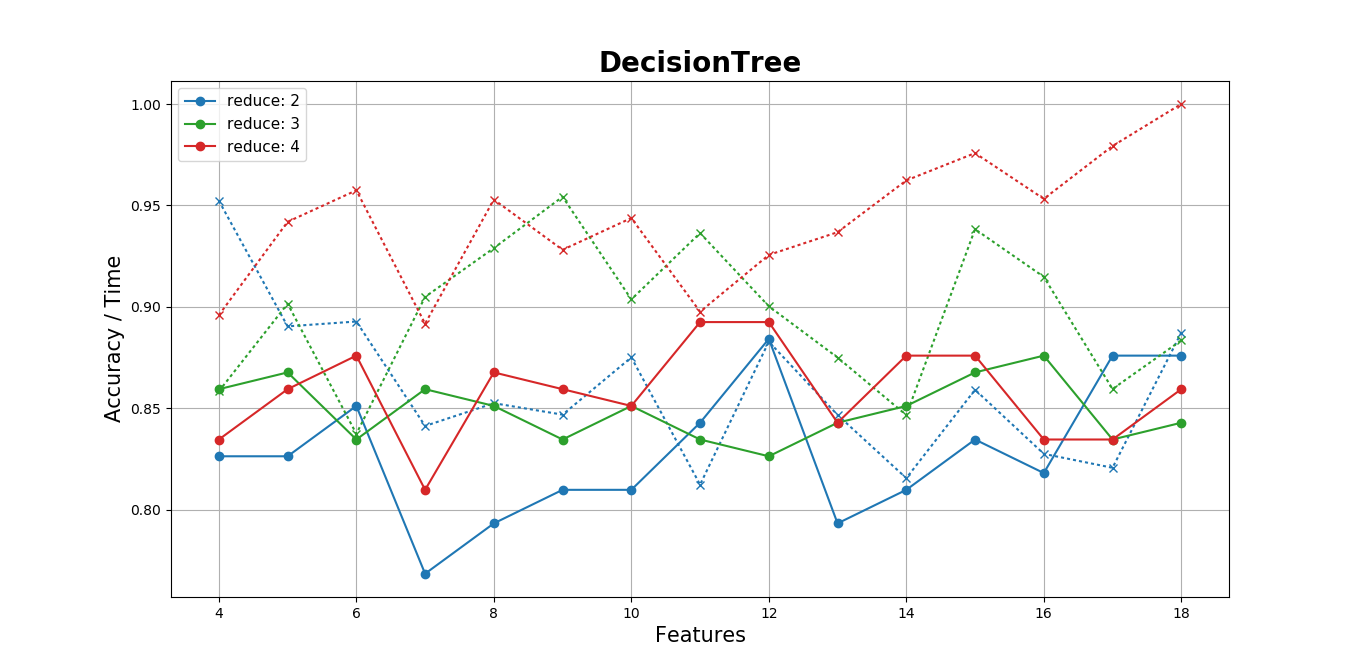 DecisionTree
reduce: 2
reduce: 3
reduce: 4
1.00
0.95
0.90
0.85
0.80
Accuracy / Time
4 6 8 10 12 14 16 18
Features